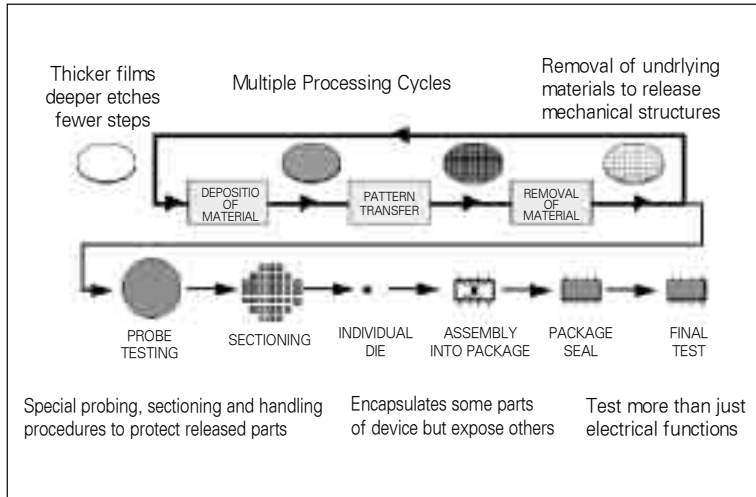 Thicker films
deeper etches
fewer steps
Multiple Processing Cycles
Removal of undrlying
materials to release
mechanical structures
DEPOSITIO
OF
MATERIAL
PATTERN
TRANSFER
REMOVAL
OF
MATERIAL
PROBE
TESTING
SECTIONING
INDIVIDUAL
DIE
ASSEMBLY
INTO PACKAGE
PACKAGE
SEAL
FINAL
TEST
Special probing, sectioning and handling
procedures to protect released parts
Encapsulates some parts
of device but expose others
Test more than just
electrical functions